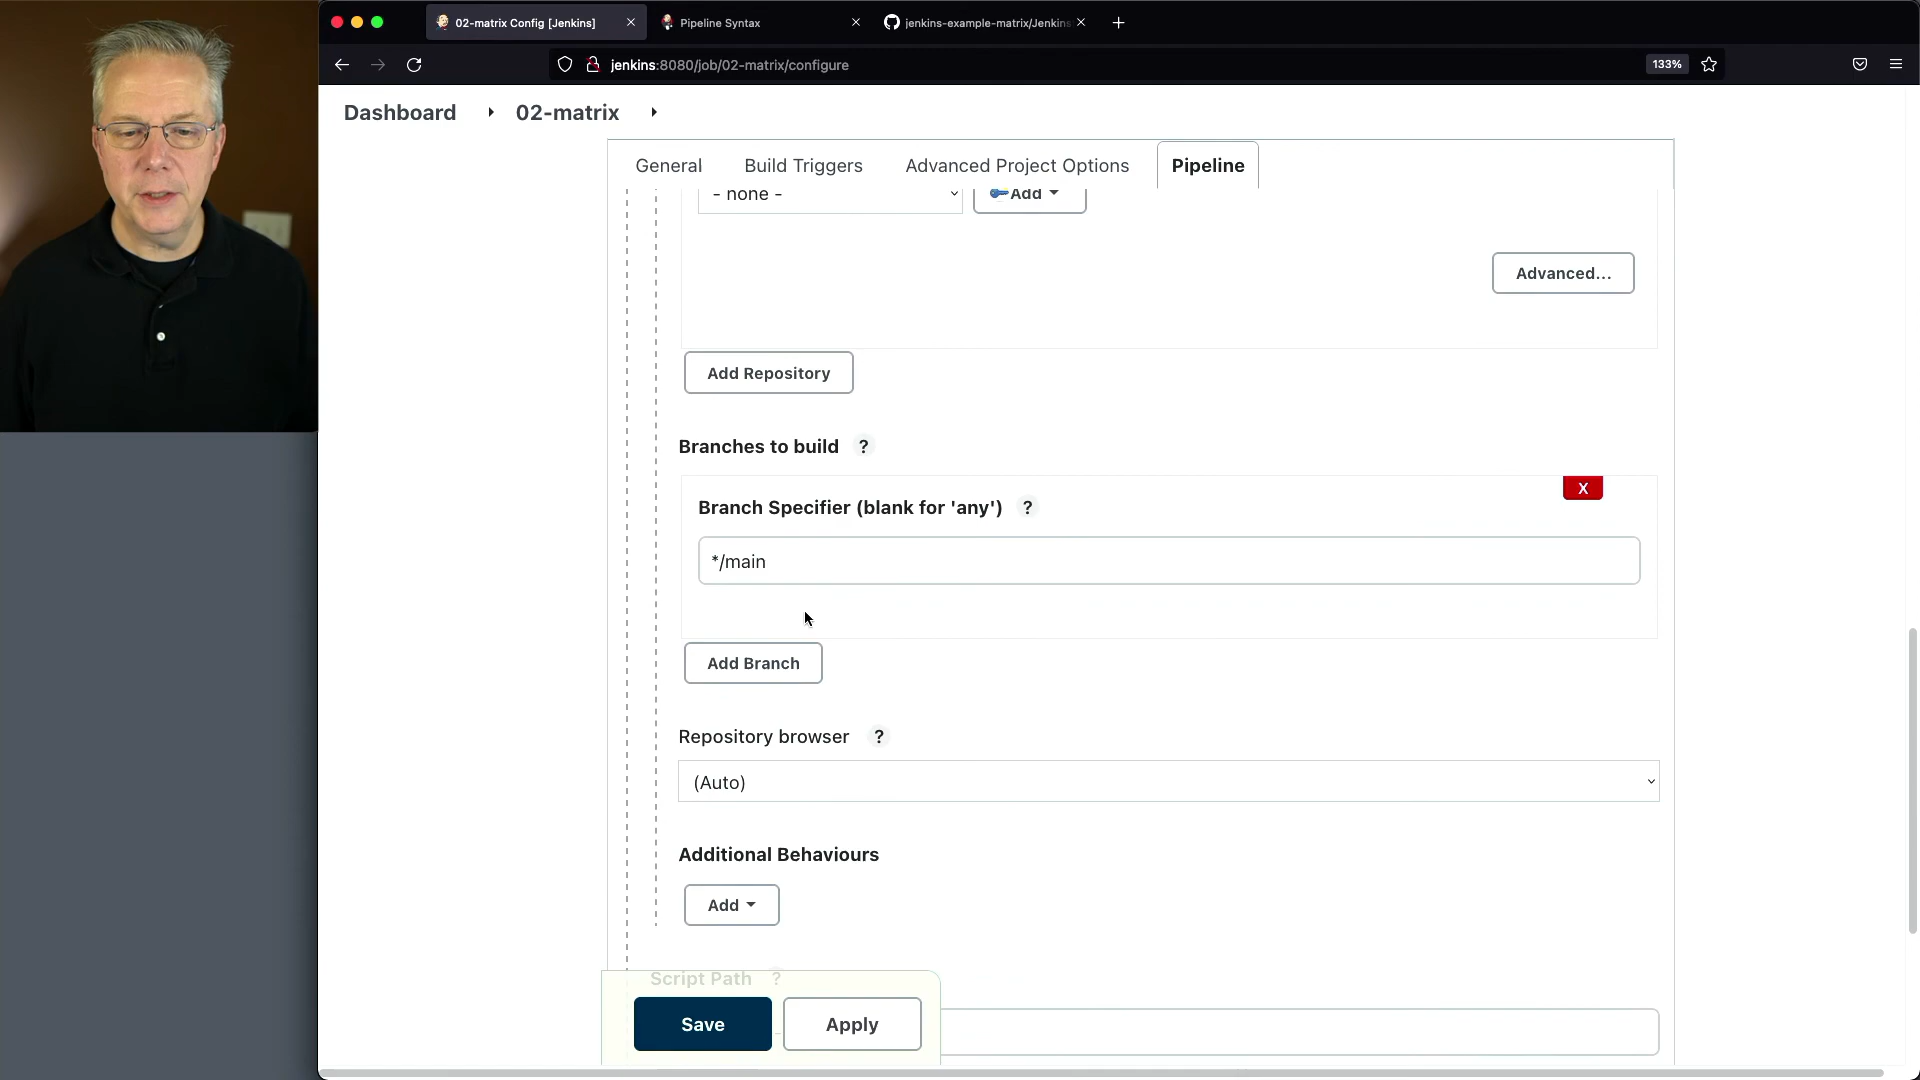 02-matrix Config [Jenkins]
Pipeline Syntax
jenkins-example-matrix/Jenkins
jenkins:8080/job/02-matrix/configure
133%
Dashboard
02-matrix
General
Build Triggers
Advanced Project Options
Pipeline
- none -
Add
Advanced...
Add Repository
Branches to build ?
X
Branch Specifier (blank for 'any') ?
*/main
Add Branch
Repository browser ?
(Auto)
Additional Behaviours
Add
Script Path ?
Save
Apply